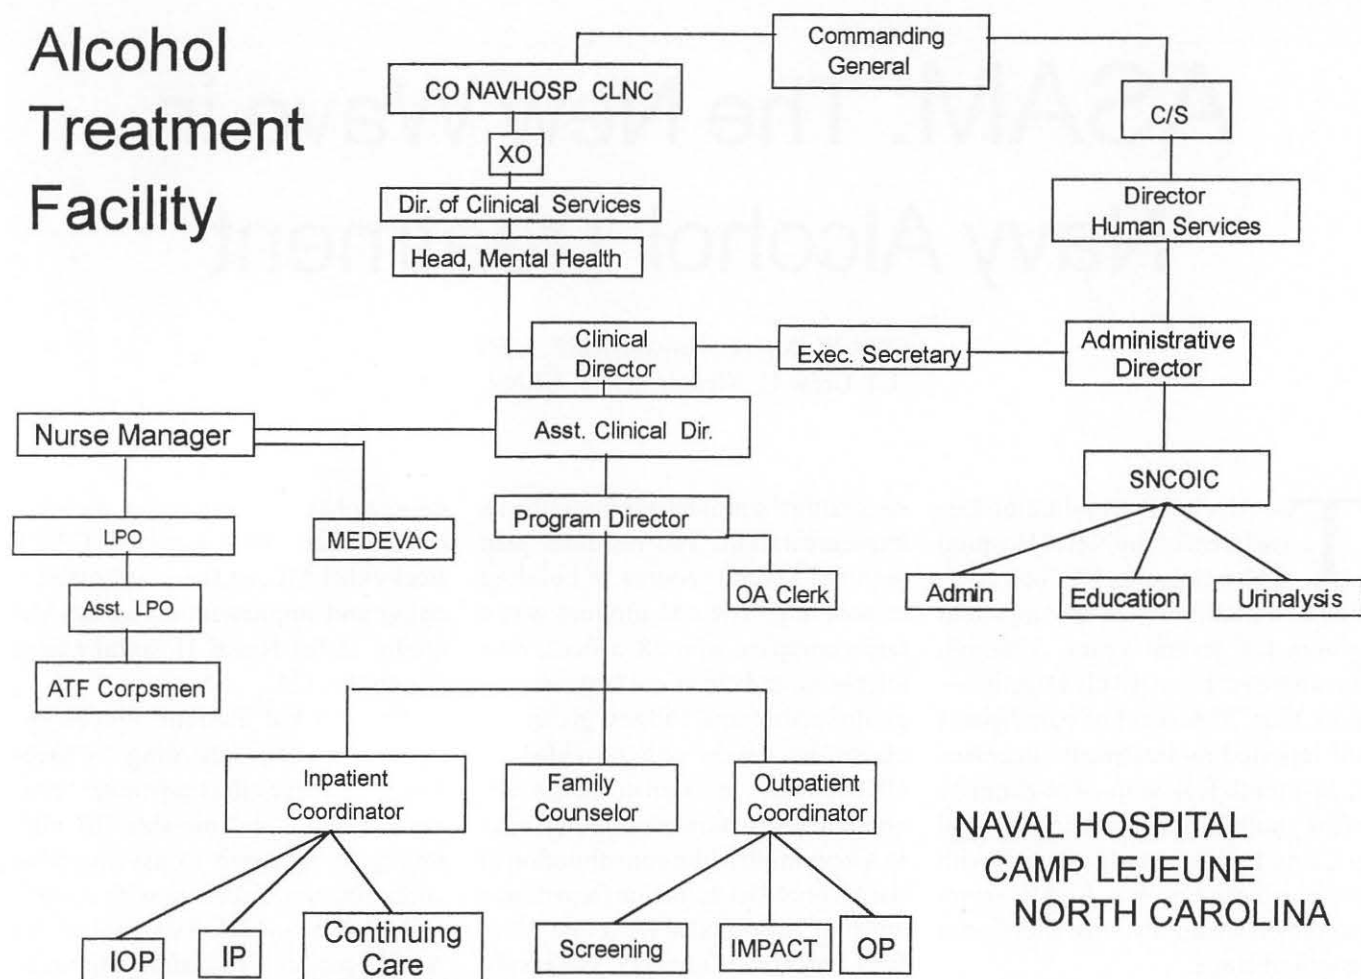 Alcohol
Treatment
Facility
Commanding
General
CO NAVHOSP CLNC
C/S
XO
Dir. of Clinical Services
Director
Human Services
Head, Mental Health
Clinical
Director
Exec. Secretary
Administrative
Director
Nurse Manager
Asst. Clinical Dir.
SNCOIC
LPO
MEDEVAC
Program Director
OA Clerk
Admin
Education
Urinalysis
Asst. LPO
ATF Corpsmen
Inpatient
Coordinator
Family
Counselor
Outpatient
Coordinator
NAVAL HOSPITAL
CAMP LEJEUNE
NORTH CAROLINA
IOP
IP
Continuing
Care
Screening
IMPACT
OP